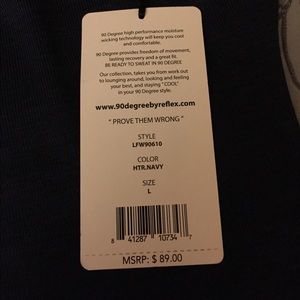 90 Degree high performance moisture
wicking technology will keep you cool
and comfortable.
90 Degree provides freedom of movement,
lasting recovery and a great fit.
BE READY TO SWEAT IN 90 DEGREE.
Our collection, takes you from work out
to lounging around, looking and feeling your
best, and staying "COOL"
in your 90 Degree style.
www.90degreebyreflex.com
" PROVE THEM WRONG "
STYLE
LFW90610
COLOR
HTR.NAVY
SIZE
L
8 41287 10734 7
MSRP: $ 89.00